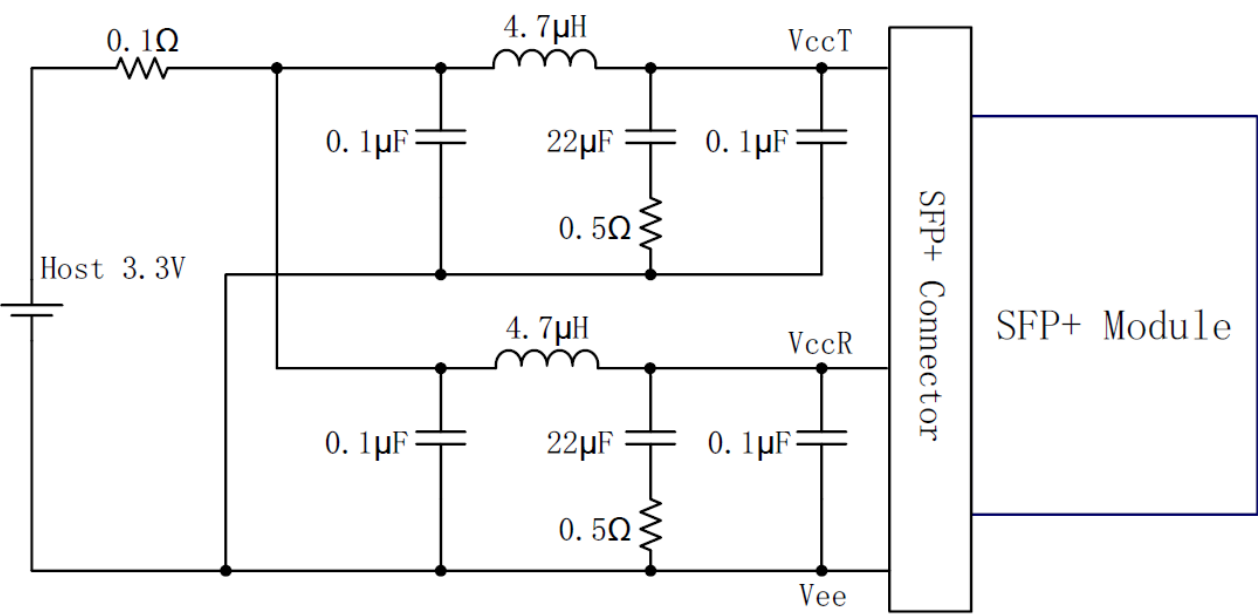 0.1Ω
4.7μH
VccT
0.1μF
22μF
0.1μF
0.5Ω
Host 3.3V
4.7μH
VccR
0.1μF
22μF
0.1μF
0.5Ω
Vee
SFP+ Connector
SFP+ Module